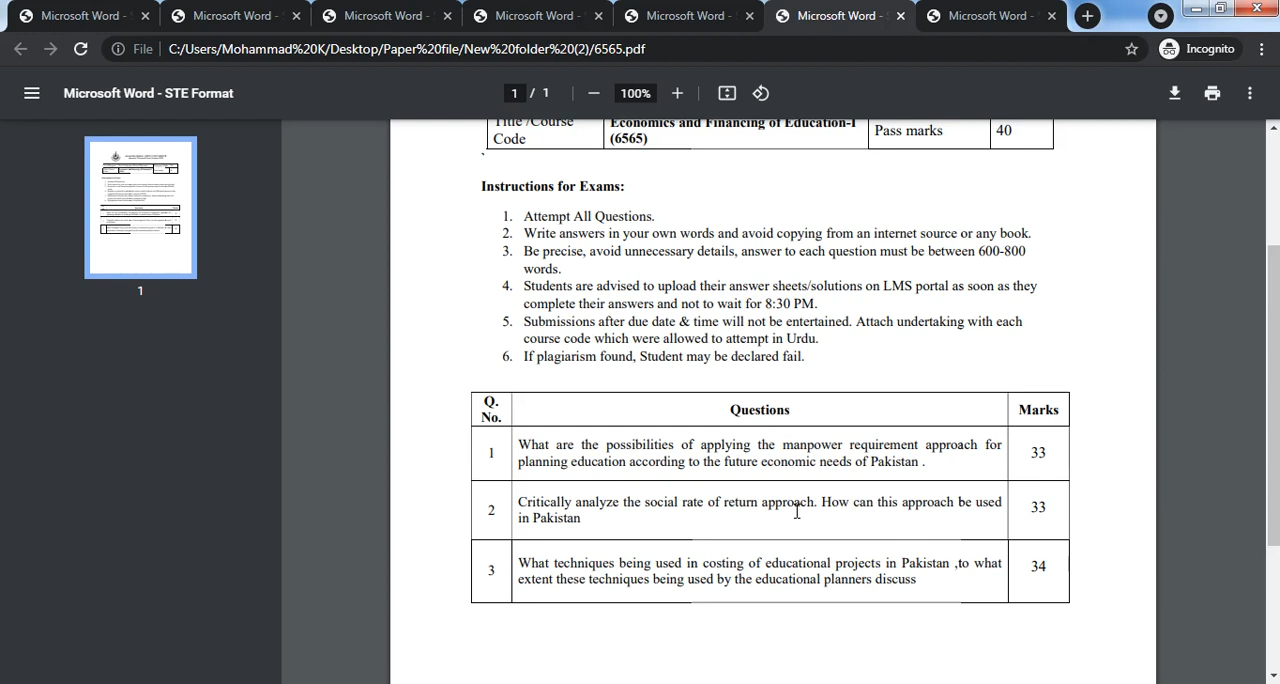 Microsoft Word - Microsoft Word - Microsoft Word - Microsoft Word - Microsoft Word - Microsoft Word - Microsoft Word -
File C:/Users/Mohammad%20K/Desktop/Paper%20file/New%20folder%20(2)/6565.pdf Incognito
Microsoft Word - STE Format 1 / 1 100%
Title /Course Economics and Financing of Education-I Pass marks 40
Code (6565)
`
Instructions for Exams:
1. Attempt All Questions.
2. Write answers in your own words and avoid copying from an internet source or any book.
3. Be precise, avoid unnecessary details, answer to each question must be between 600-800
words.
4. Students are advised to upload their answer sheets/solutions on LMS portal as soon as they
complete their answers and not to wait for 8:30 PM.
5. Submissions after due date & time will not be entertained. Attach undertaking with each
course code which were allowed to attempt in Urdu.
6. If plagiarism found, Student may be declared fail.
Q. No. Questions Marks
1 What are the possibilities of applying the manpower requirement approach for 33
planning education according to the future economic needs of Pakistan .
2 Critically analyze the social rate of return approach. How can this approach be used 33
in Pakistan
3 What techniques being used in costing of educational projects in Pakistan ,to what 34
extent these techniques being used by the educational planners discuss
1